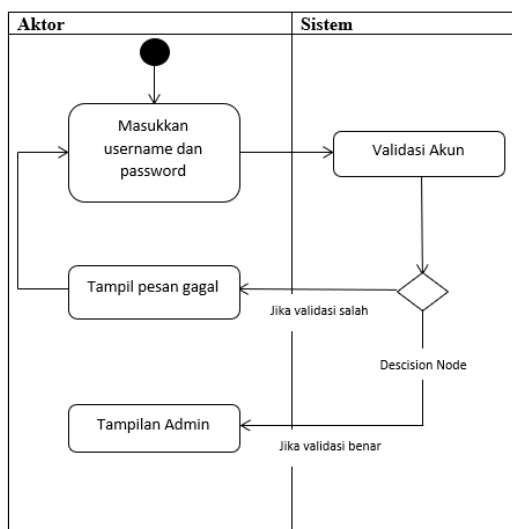 Aktor
Sistem
Masukkan
username dan
password
Validasi Akun
Tampil pesan gagal
Jika validasi salah
Descision Node
Tampilan Admin
Jika validasi benar